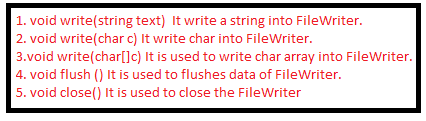 1. void write(string text)  It write a string into FileWriter.
2. void write(char c) It write char into FileWriter.
3.void write(char[]c) It is used to write char array into FileWriter.
4. void flush () It is used to flushes data of FileWriter.
5. void close() It is used to close the FileWriter